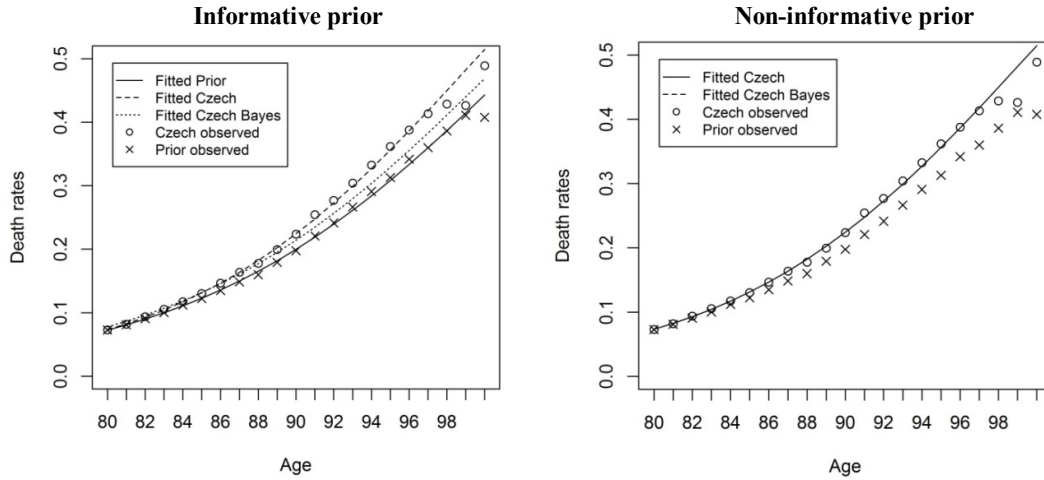 Informative prior
Non-informative prior
Fitted Prior
Fitted Czech
Fitted Czech Bayes
Czech observed
Prior observed
Death rates
0.5
0.4
0.3
0.2
0.1
0.0
80 82 84 86 88 90 92 94 96 98
Age
Fitted Czech
Fitted Czech Bayes
Czech observed
Prior observed
Death rates
0.5
0.4
0.3
0.2
0.1
0.0
80 82 84 86 88 90 92 94 96 98
Age